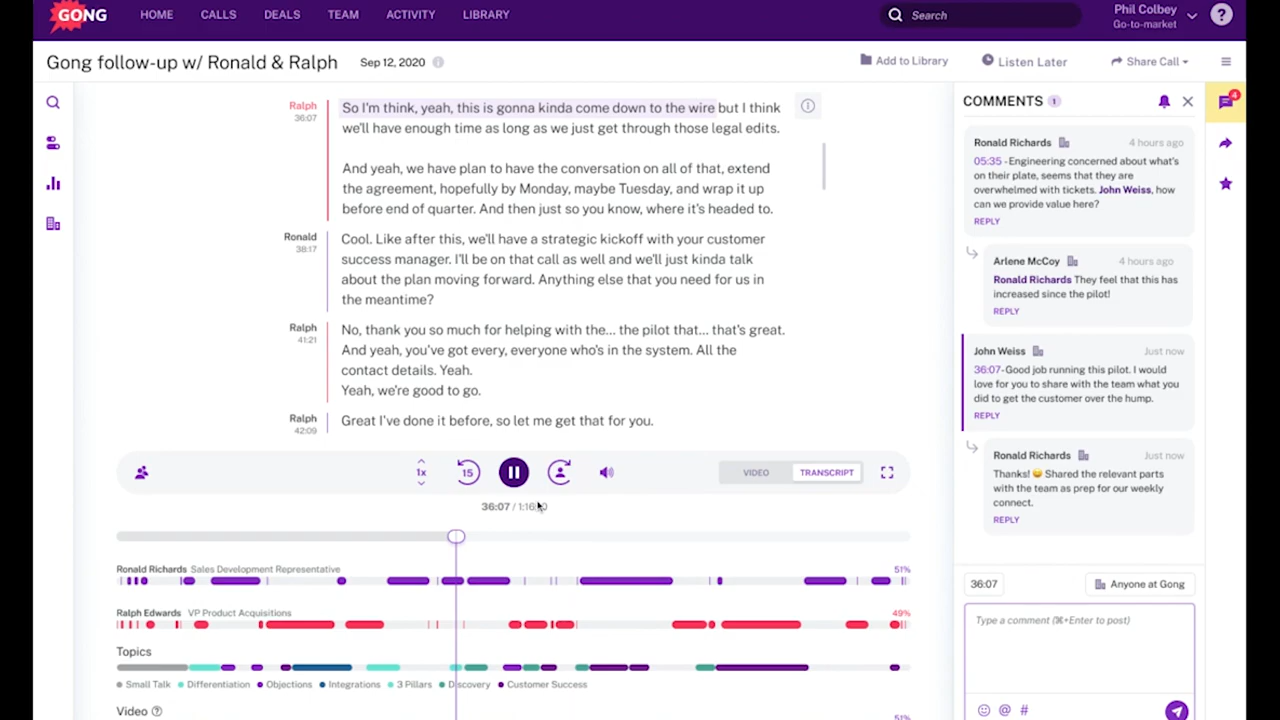 GONG
HOME CALLS DEALS TEAM ACTIVITY LIBRARY
Search
Phil Colbey
Go-to-market
?
Gong follow-up w/ Ronald & Ralph Sep 12, 2020
Add to Library
Listen Later
Share Call
Ralph
36:07
So I'm think, yeah, this is gonna kinda come down to the wire but I think
we'll have enough time as long as we just get through those legal edits.
And yeah, we have plan to have the conversation on all of that, extend
the agreement, hopefully by Monday, maybe Tuesday, and wrap it up
before end of quarter. And then just so you know, where it's headed to.
Ronald
38:17
Cool. Like after this, we'll have a strategic kickoff with your customer
success manager. I'll be on that call as well and we'll just kinda talk
about the plan moving forward. Anything else that you need for us in
the meantime?
Ralph
41:21
No, thank you so much for helping with the... the pilot that... that's great.
And yeah, you've got every, everyone who's in the system. All the
contact details. Yeah.
Yeah, we're good to go.
Ralph
42:09
Great I've done it before, so let me get that for you.
1x
15
VIDEO TRANSCRIPT
36:07 / 1:16
Ronald Richards Sales Development Representative 51%
Ralph Edwards VP Product Acquisitions 49%
Topics
Small Talk Differentiation Objections Integrations 3 Pillars Discovery Customer Success
Video ?
51%
COMMENTS 1
4
Ronald Richards 4 hours ago
05:35 - Engineering concerned about what's
on their plate, seems that they are
overwhelmed with tickets. John Weiss, how
can we provide value here?
REPLY
Arlene McCoy 4 hours ago
Ronald Richards They feel that this has
increased since the pilot!
REPLY
John Weiss Just now
36:07-Good job running this pilot. I would
love for you to share with the team what you
did to get the customer over the hump.
REPLY
Ronald Richards Just now
Thanks! 😄 Shared the relevant parts
with the team as prep for our weekly
connect.
REPLY
36:07
Anyone at Gong
Type a comment (⌘+Enter to post)
@ #